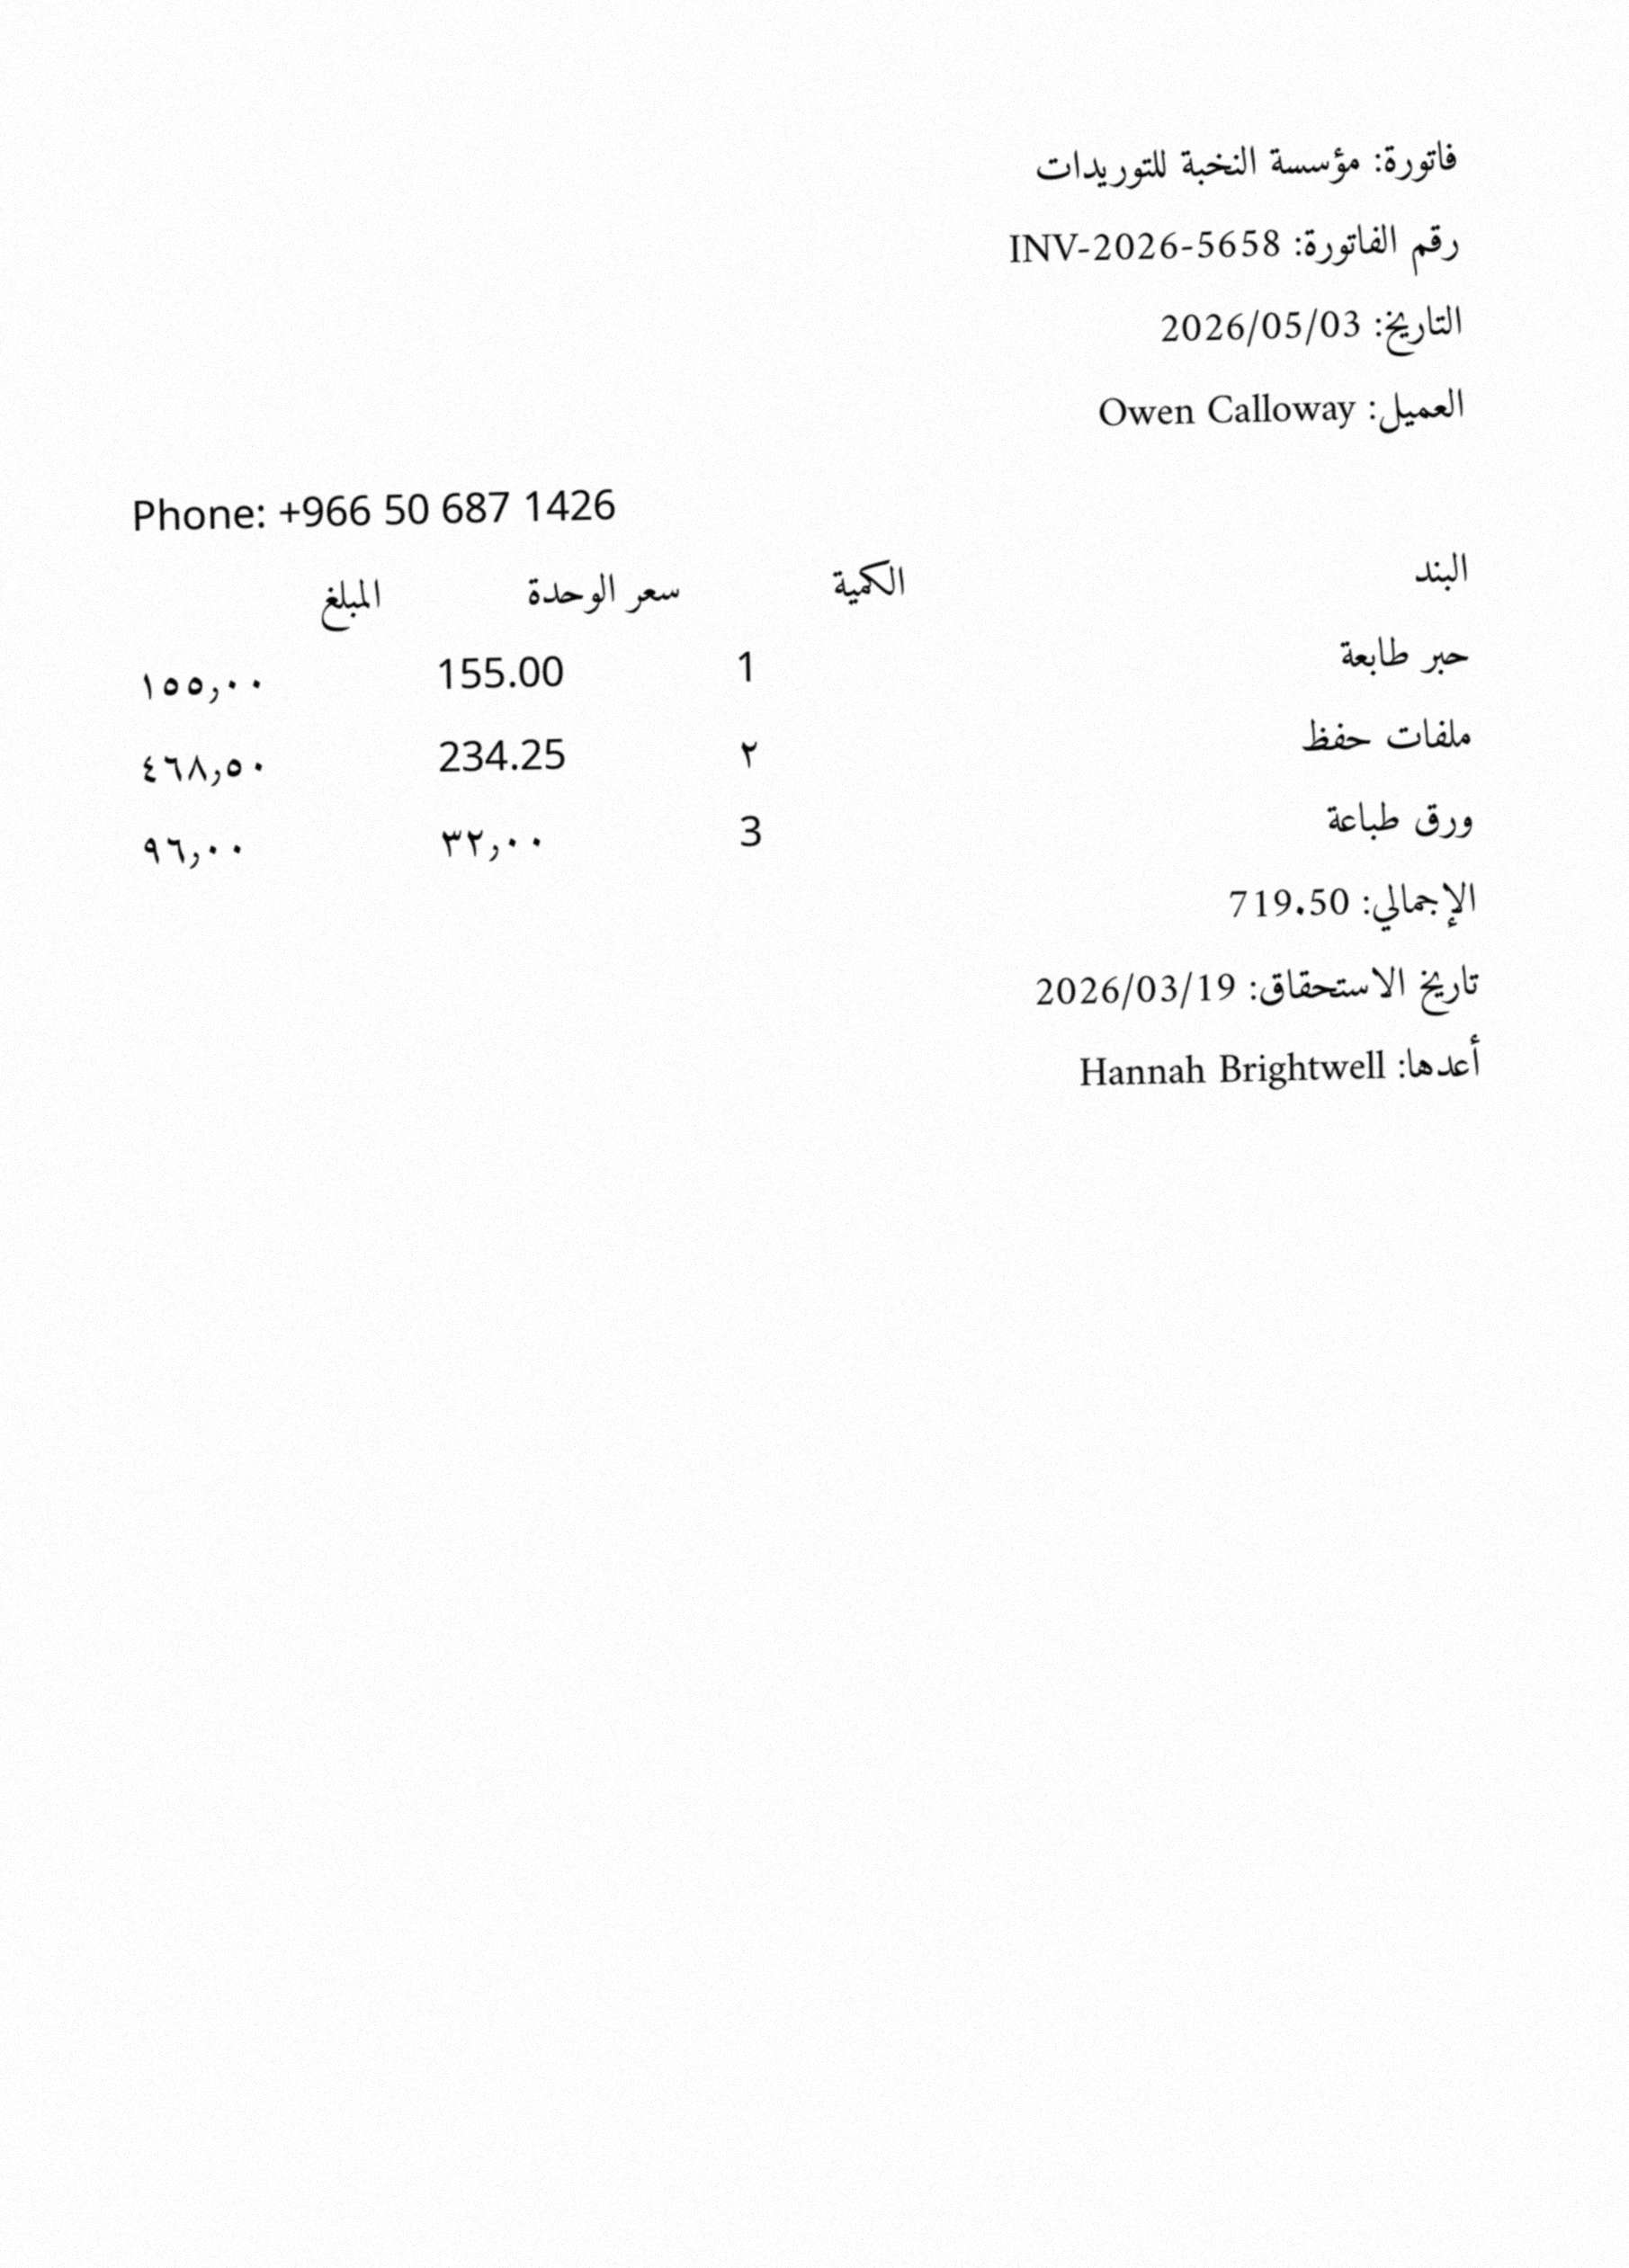 فاتورة: مؤسسة النخبة للتوريدات
رقم الفاتورة: INV-2026-5658
التاريخ: 2026/05/03
العميل: Owen Calloway
Phone: +966 50 687 1426
البند الكمية سعر الوحدة المبلغ
حبر طابعة 1 155.00 ١٥٥,٠٠
ملفات حفظ ٢ 234.25 ٤٦٨,٥٠
ورق طباعة 3 ٣٢,٠٠ ٩٦,٠٠
الإجمالي: 719.50
تاريخ الاستحقاق: 2026/03/19
أعدها: Hannah Brightwell